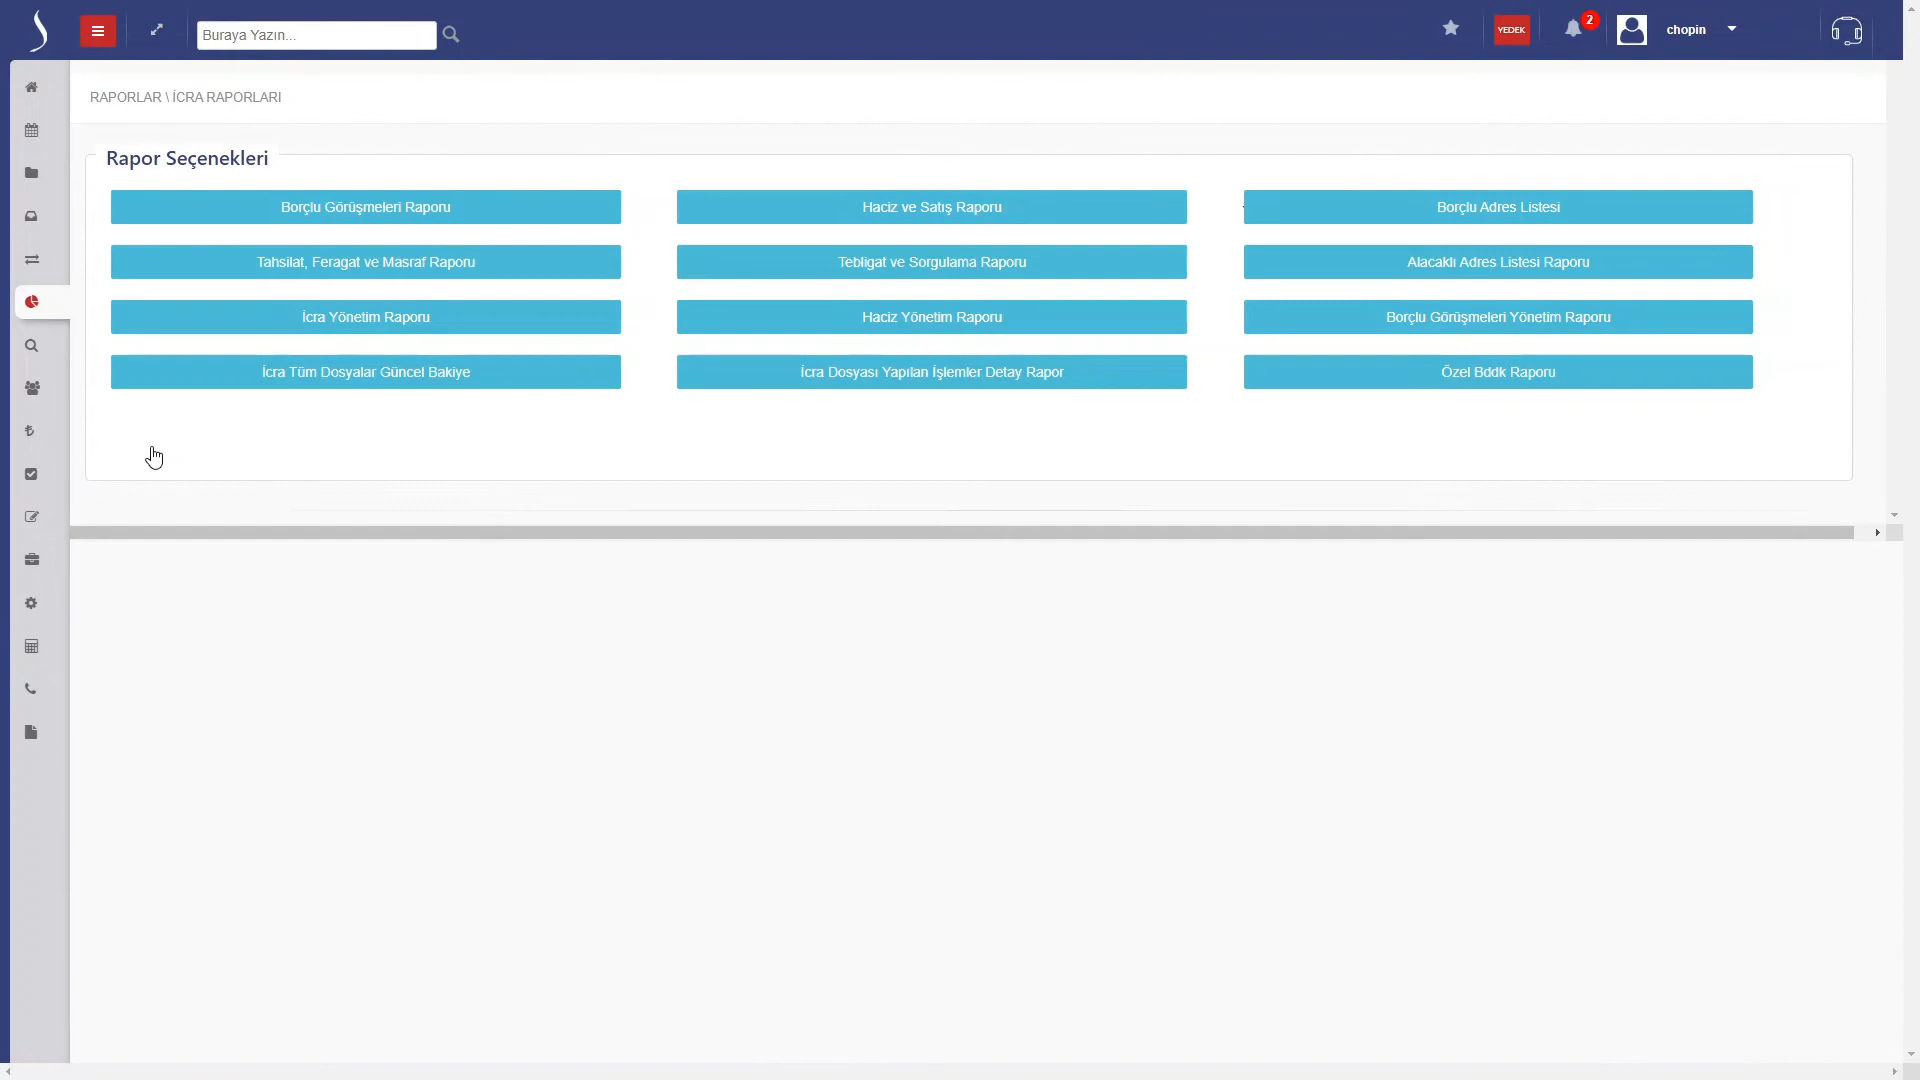 Buraya Yazın...
YEDEK
2
chopin
RAPORLAR \ İCRA RAPORLARI
Rapor Seçenekleri
Borçlu Görüşmeleri Raporu
Haciz ve Satış Raporu
Borçlu Adres Listesi
Tahsilat, Feragat ve Masraf Raporu
Tebligat ve Sorgulama Raporu
Alacaklı Adres Listesi Raporu
İcra Yönetim Raporu
Haciz Yönetim Raporu
Borçlu Görüşmeleri Yönetim Raporu
İcra Tüm Dosyalar Güncel Bakiye
İcra Dosyası Yapılan İşlemler Detay Rapor
Özel Bddk Raporu